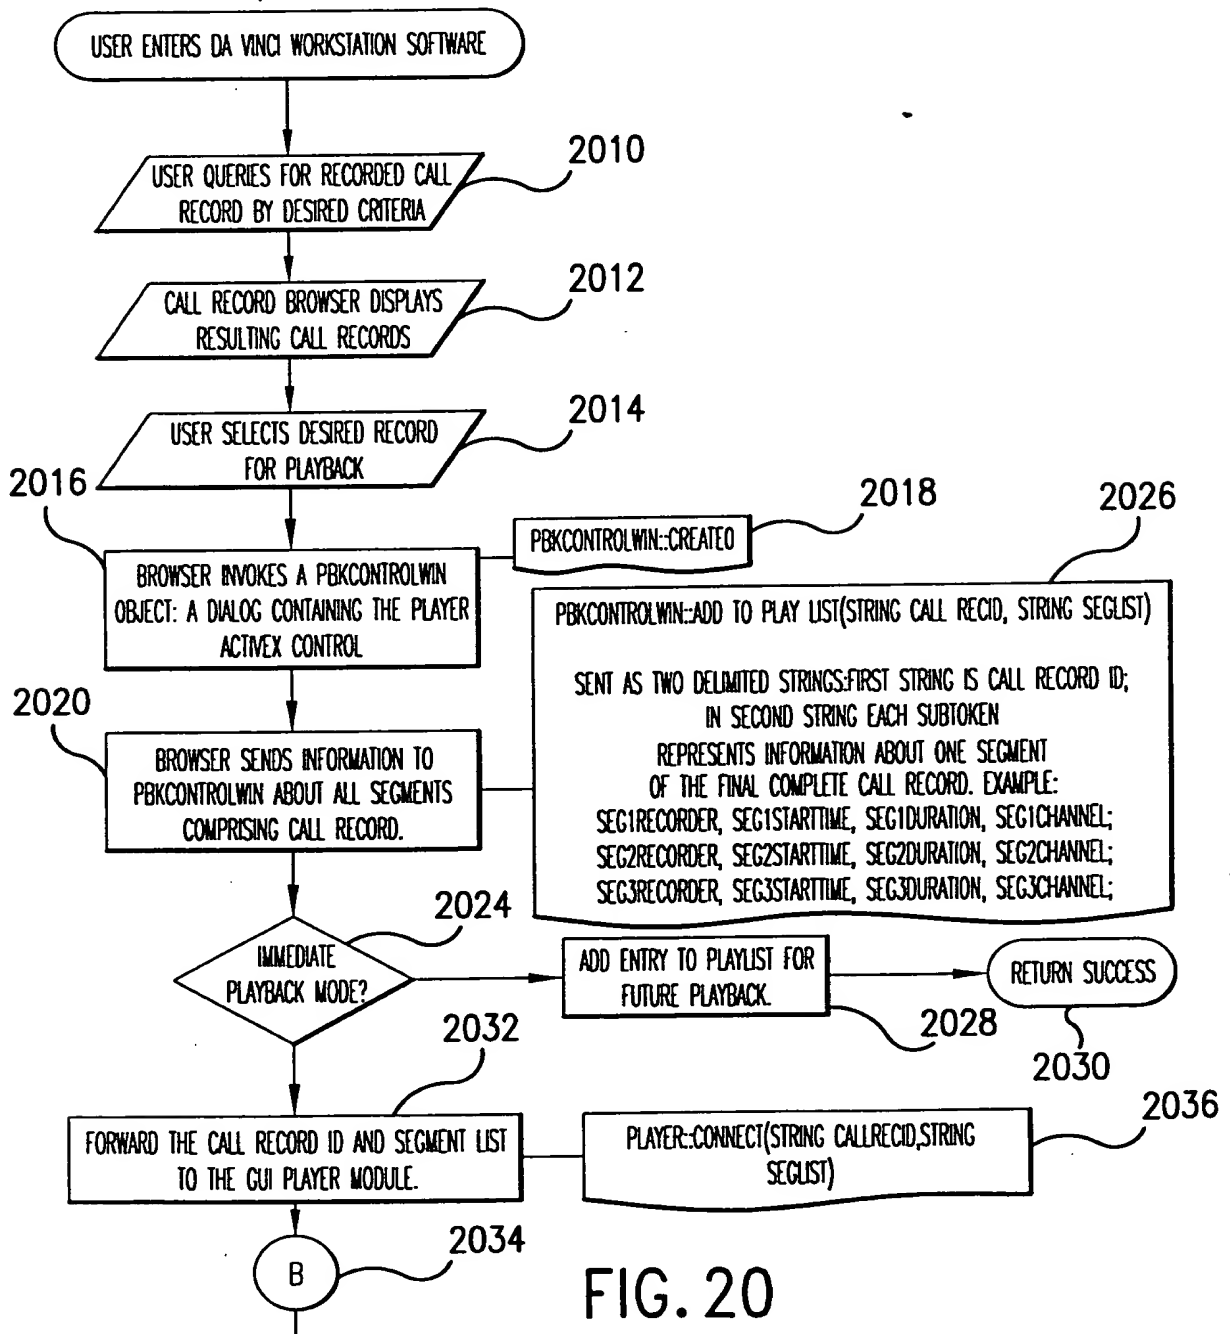 USER ENTERS DA VINCI WORKSTATION SOFTWARE
2010
USER QUERIES FOR RECORDED CALL
RECORD BY DESIRED CRITERIA
2012
CALL RECORD BROWSER DISPLAYS
RESULTING CALL RECORDS
2014
USER SELECTS DESIRED RECORD
FOR PLAYBACK
2016
BROWSER INVOKES A PBKCONTROLWIN
OBJECT: A DIALOG CONTAINING THE PLAYER
ACTIVEX CONTROL
2018
PBKCONTROLWIN::CREATE()
2026
PBKCONTROLWIN::ADD TO PLAY LIST(STRING CALL RECID, STRING SEGLIST)
SENT AS TWO DELIMITED STRINGS:FIRST STRING IS CALL RECORD ID;
IN SECOND STRING EACH SUBTOKEN
REPRESENTS INFORMATION ABOUT ONE SEGMENT
OF THE FINAL COMPLETE CALL RECORD. EXAMPLE:
SEG1RECORDER, SEG1STARTTIME, SEG1DURATION, SEG1CHANNEL;
SEG2RECORDER, SEG2STARTTIME, SEG2DURATION, SEG2CHANNEL;
SEG3RECORDER, SEG3STARTTIME, SEG3DURATION, SEG3CHANNEL;
2020
BROWSER SENDS INFORMATION TO
PBKCONTROLWIN ABOUT ALL SEGMENTS
COMPRISING CALL RECORD.
2024
IMMEDIATE
PLAYBACK MODE?
ADD ENTRY TO PLAYLIST FOR
FUTURE PLAYBACK.
2028
RETURN SUCCESS
2030
2032
FORWARD THE CALL RECORD ID AND SEGMENT LIST
TO THE GUI PLAYER MODULE.
2036
PLAYER::CONNECT(STRING CALLRECID,STRING
SEGLIST)
B
2034
FIG. 20